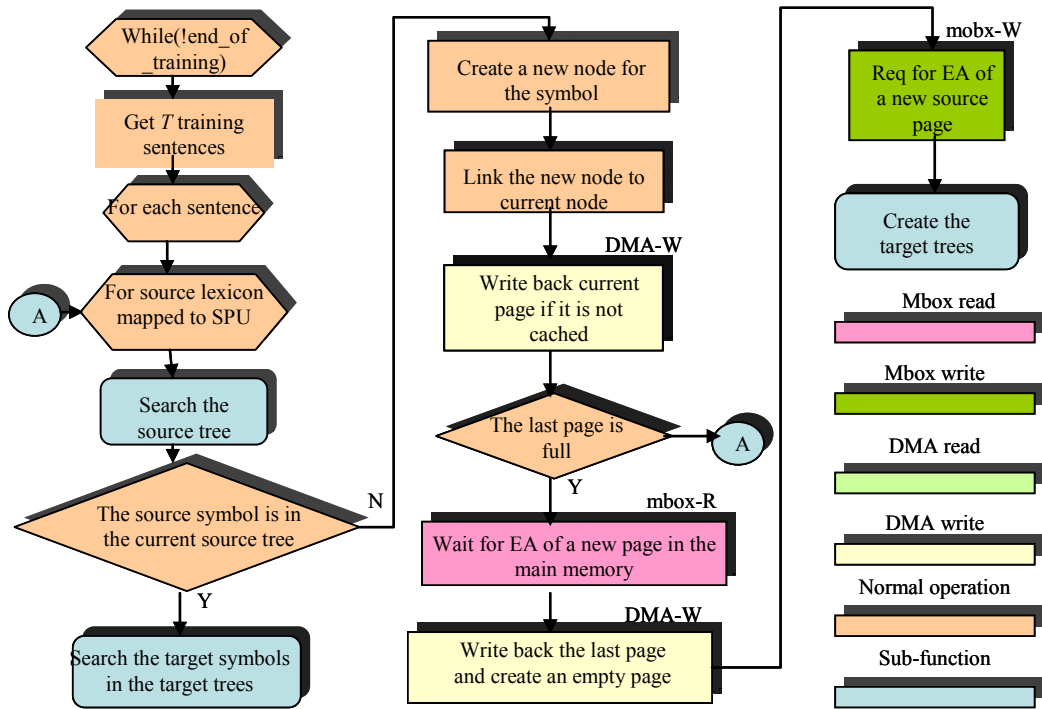 While(!end_of
_training)
Get T training
sentences
For each sentence
A
For source lexicon
mapped to SPU
Search the
source tree
The source symbol is in
the current source tree
N
Y
Search the target symbols
in the target trees
Create a new node for
the symbol
Link the new node to
current node
DMA-W
Write back current
page if it is not
cached
The last page is
full
A
Y
mbox-R
Wait for EA of a new page in the
main memory
DMA-W
Write back the last page
and create an empty page
mobx-W
Req for EA of
a new source
page
Create the
target trees
Mbox read
Mbox write
DMA read
DMA write
Normal operation
Sub-function